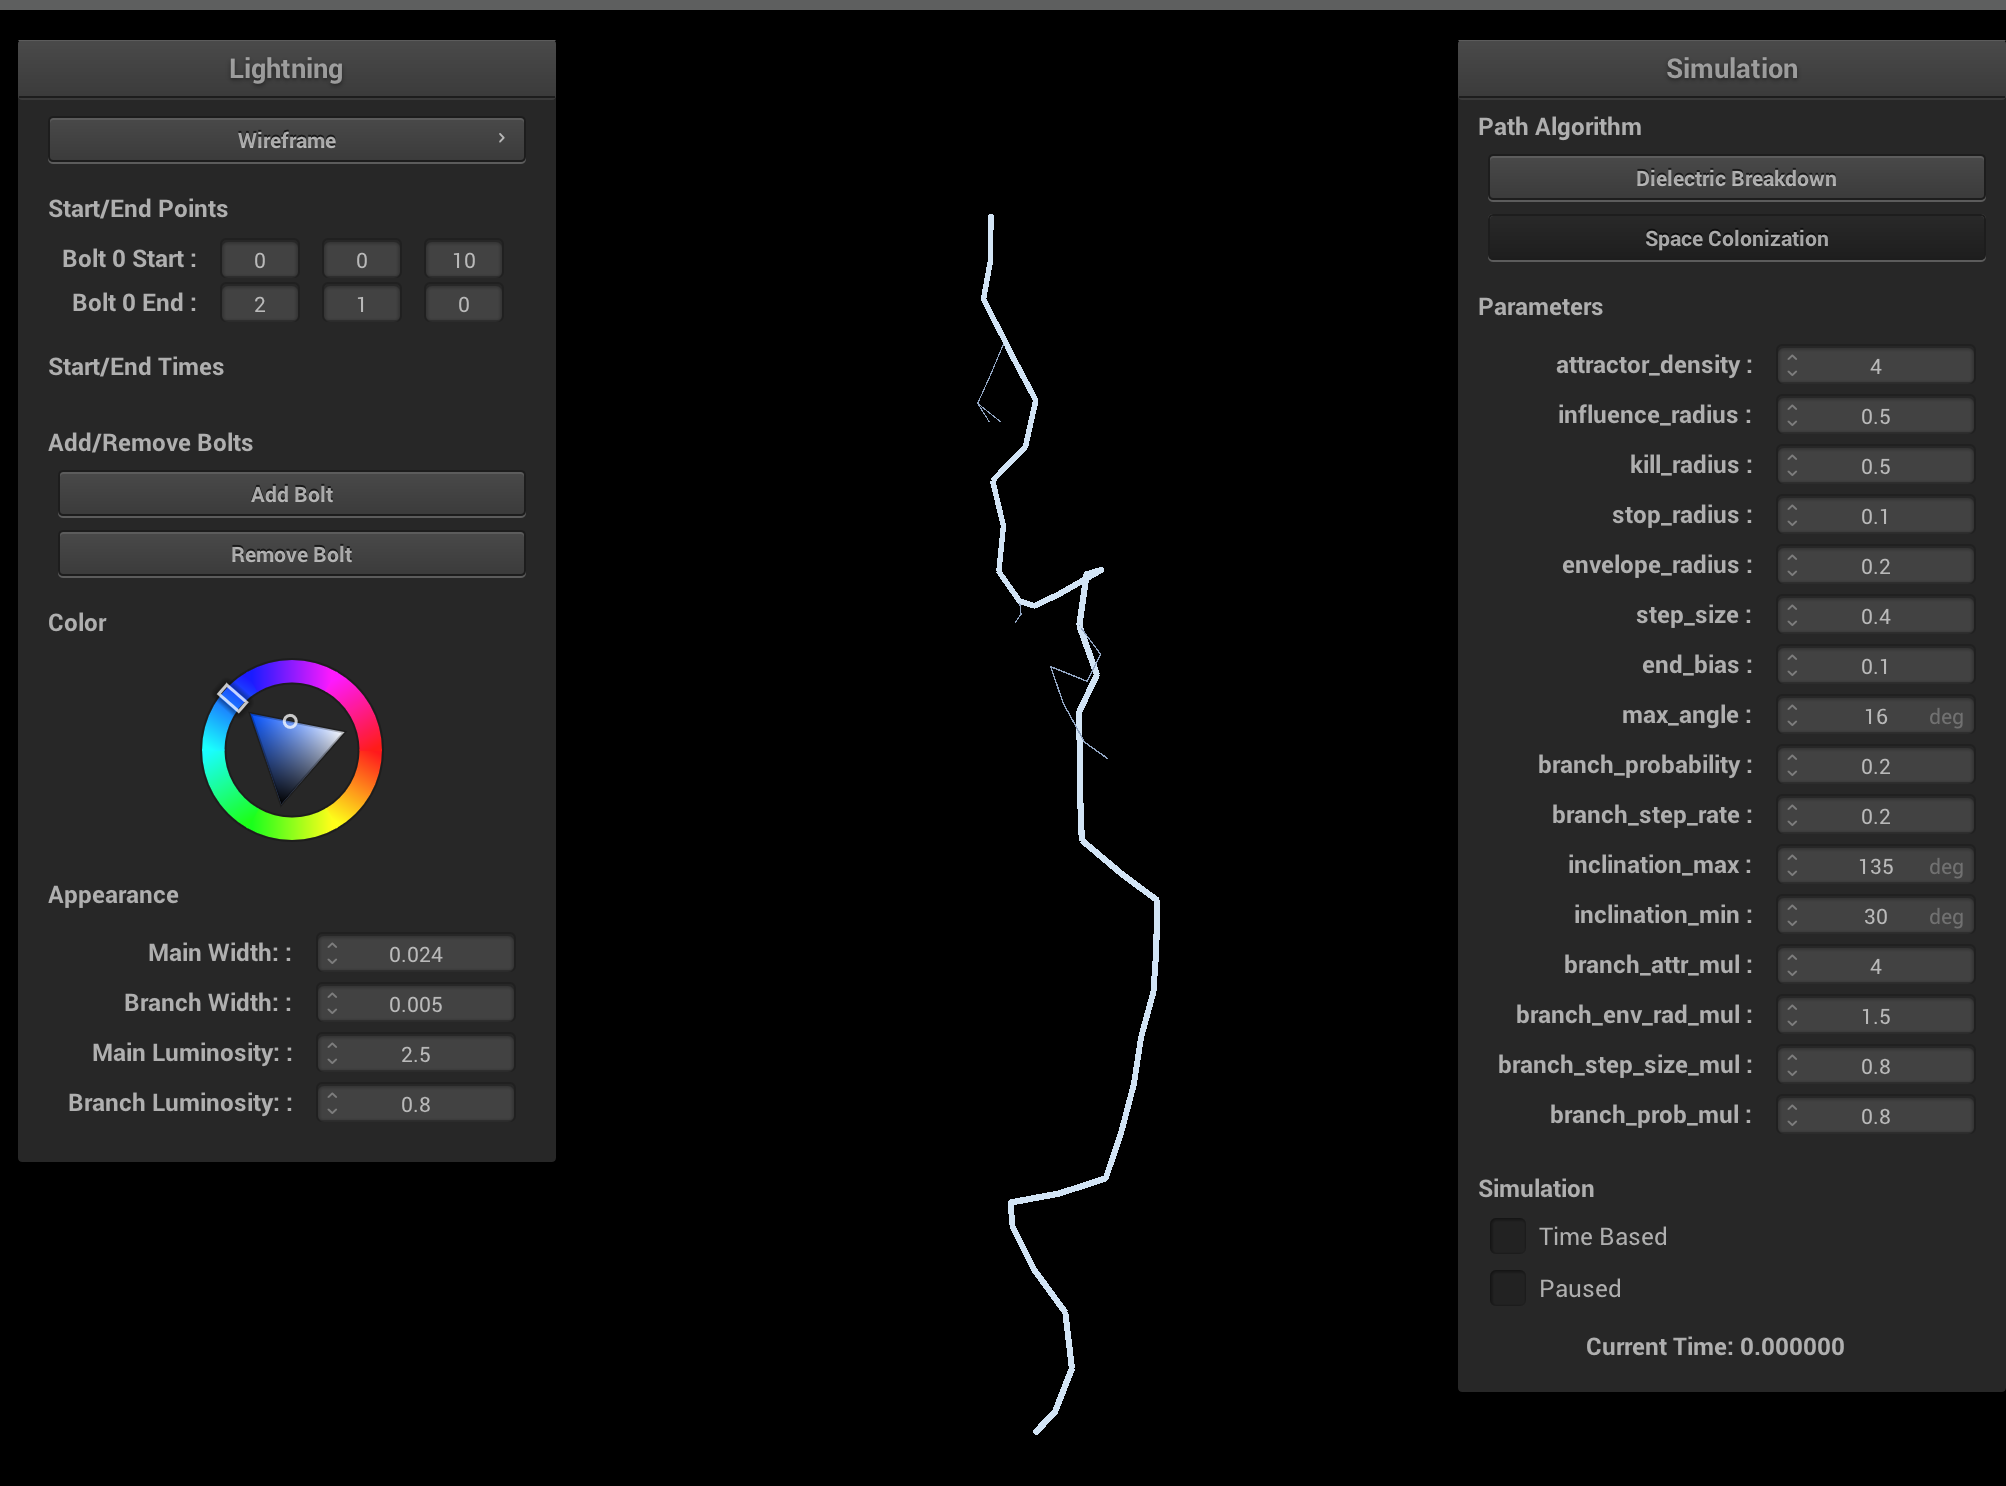 Lightning
Wireframe
Start/End Points
Bolt 0 Start : 0 0 10
Bolt 0 End : 2 1 0
Start/End Times
Add/Remove Bolts
Add Bolt
Remove Bolt
Color
Appearance
Main Width: : 0.024
Branch Width: : 0.005
Main Luminosity: : 2.5
Branch Luminosity: : 0.8
Simulation
Path Algorithm
Dielectric Breakdown
Space Colonization
Parameters
attractor_density : 4
influence_radius : 0.5
kill_radius : 0.5
stop_radius : 0.1
envelope_radius : 0.2
step_size : 0.4
end_bias : 0.1
max_angle : 16 deg
branch_probability : 0.2
branch_step_rate : 0.2
inclination_max : 135 deg
inclination_min : 30 deg
branch_attr_mul : 4
branch_env_rad_mul : 1.5
branch_step_size_mul : 0.8
branch_prob_mul : 0.8
Simulation
Time Based
Paused
Current Time: 0.000000